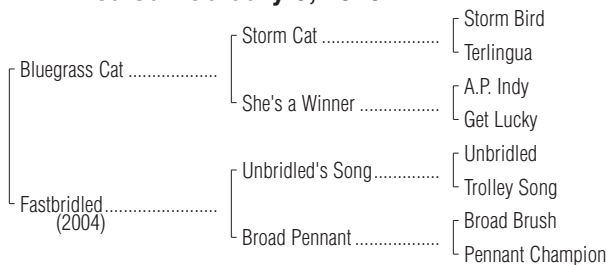 Storm Bird
Storm Cat ........................
Terlingua
Bluegrass Cat ..................
A.P. Indy
She's a Winner ................
Get Lucky
Unbridled
Unbridled's Song.............
Trolley Song
Fastbridled......................
(2004)
Broad Brush
Broad Pennant .................
Pennant Champion